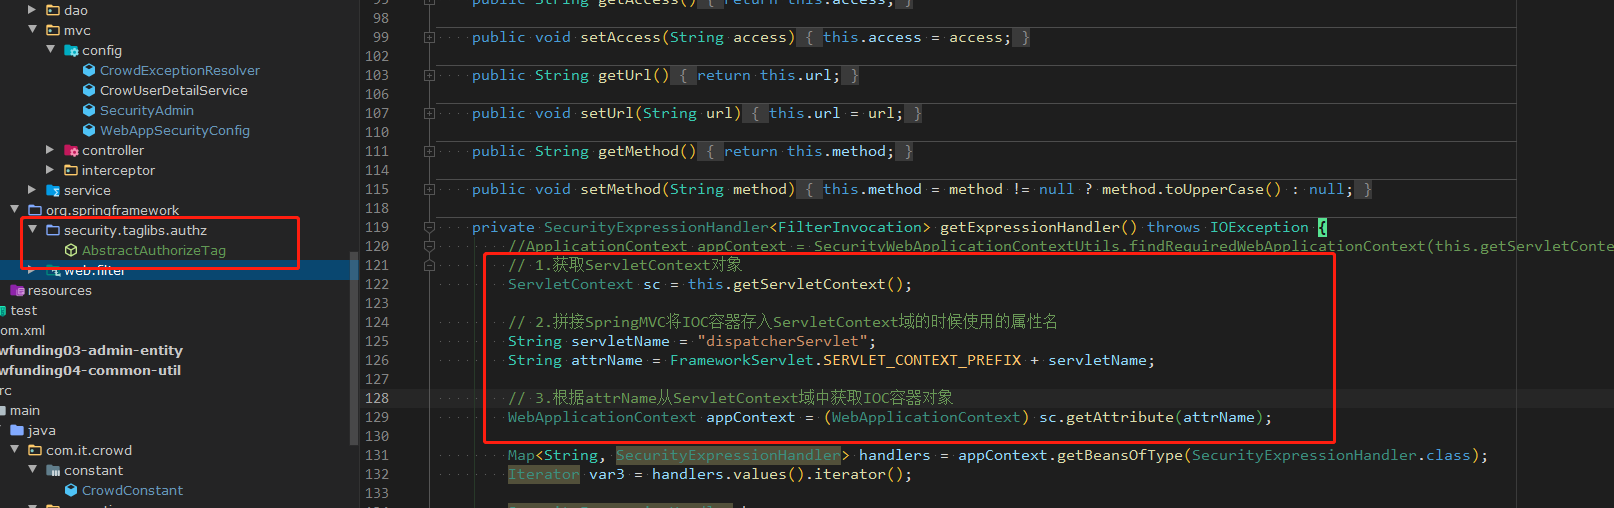 dao
mvc
config
CrowdExceptionResolver
CrowUserDetailService
SecurityAdmin
WebAppSecurityConfig
controller
interceptor
service
org.springframework
security.taglibs.authz
AbstractAuthorizeTag
web.filter
resources
test
om.xml
wfunding03-admin-entity
wfunding04-common-util
rc
main
java
com.it.crowd
constant
CrowdConstant
95 public String getAccess() { return this.access; }
98
99 public void setAccess(String access) { this.access = access; }
102
103 public String getUrl() { return this.url; }
106
107 public void setUrl(String url) { this.url = url; }
110
111 public String getMethod() { return this.method; }
114
115 public void setMethod(String method) { this.method = method != null ? method.toUpperCase() : null; }
118
119 private SecurityExpressionHandler<FilterInvocation> getExpressionHandler() throws IOException {
120 //ApplicationContext appContext = SecurityWebApplicationContextUtils.findRequiredWebApplicationContext(this.getServletConte
121 // 1.获取ServletContext对象
122 ServletContext sc = this.getServletContext();
123
124 // 2.拼接SpringMVC将IOC容器存入ServletContext域的时候使用的属性名
125 String servletName = "dispatcherServlet";
126 String attrName = FrameworkServlet.SERVLET_CONTEXT_PREFIX + servletName;
127
128 // 3.根据attrName从ServletContext域中获取IOC容器对象
129 WebApplicationContext appContext = (WebApplicationContext) sc.getAttribute(attrName);
130
131 Map<String, SecurityExpressionHandler> handlers = appContext.getBeansOfType(SecurityExpressionHandler.class);
132 Iterator var3 = handlers.values().iterator();
133